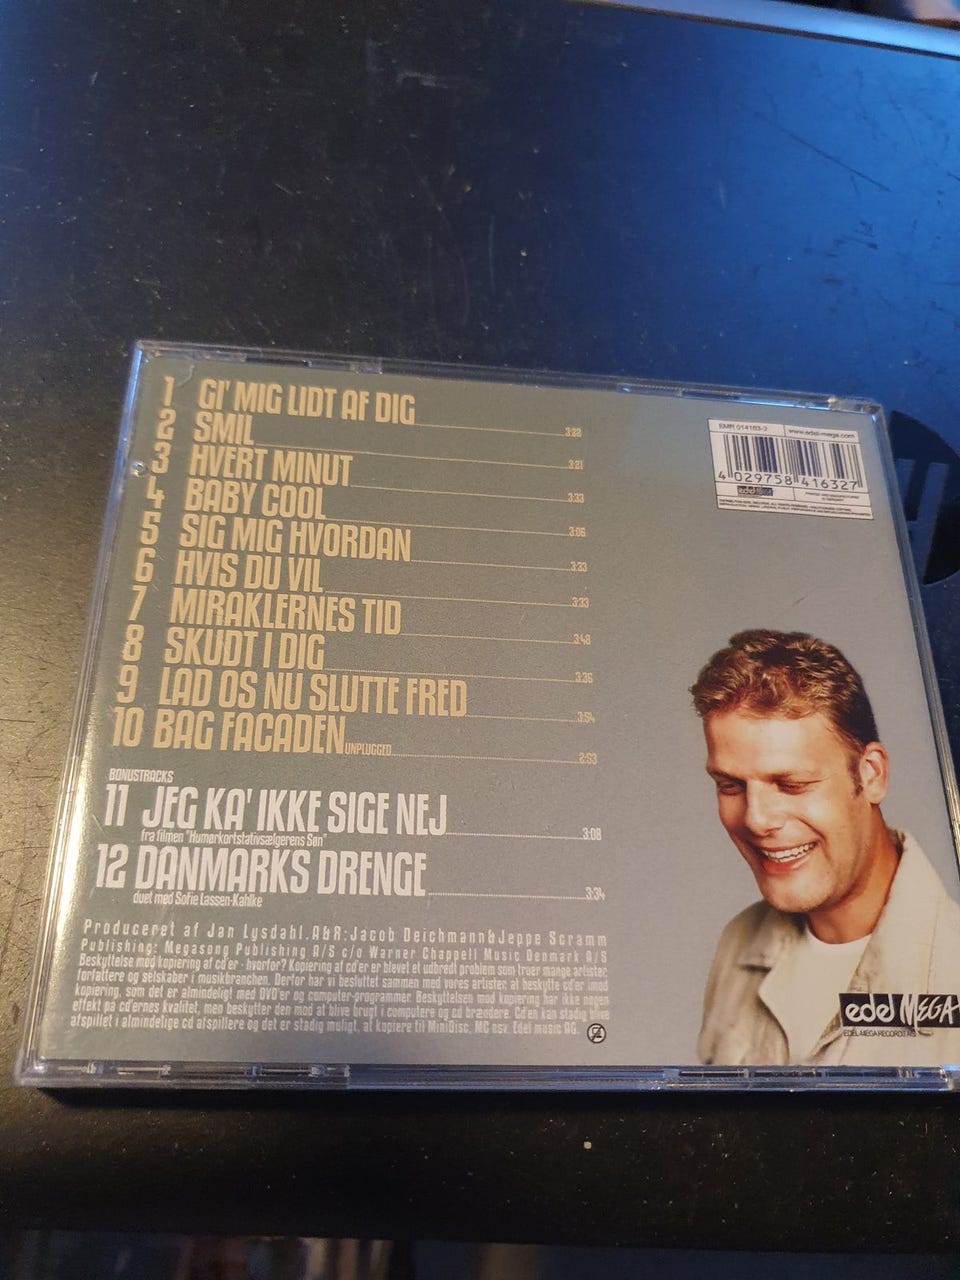 1 GI' MIG LIDT AF DIG 3:22
2 SMIL 3:21
3 HVERT MINUT 3:33
4 BABY COOL 3:06
5 SIG MIG HVORDAN 3:33
6 HVIS DU VIL 3:33
7 MIRAKLERNES TID 3:48
8 SKUDT I DIG 3:35
9 LAD OS NU SLUTTE FRED 3:54
10 BAG FACADEN UNPLUGGED 2:53
BONUSTRACKS
11 JEG KA' IKKE SIGE NEJ 3:08
fra filmen "Humørkortstativsælgerens Søn"
12 DANMARKS DRENGE 3:34
duet med Sofie Lassen-Kahlke
Produceret af Jan Lysdahl. A&R: Jacob Deichmann & Jeppe Scramm
Publishing: Megasong Publishing A/S c/o Warner Chappell Music Denmark A/S
Beskyttelse mod kopiering af cd'er - hvorfor? Kopiering af cd'er er blevet et udbredt problem som truer mange artister,
forfattere og selskaber i musikbranchen. Derfor har vi besluttet sammen med vores artister, at beskytte cd'er imod
kopiering, som det er almindeligt med DVD'er og computer-programmer. Beskyttelsen mod kopiering har ikke nogen
effekt på cd'ernes kvalitet, men beskytter den mod at blive brugt i computere og cd brændere. Cd'en kan stadig blive
afspillet i almindelige cd afspillere og det er stadig muligt, at kopiere til MiniDisc, MC osv. Edel music AG.
EMR 014163-2 www.edel-mega.com
4 029758 416327
edel MEGA
EDEL-MEGA RECORDS